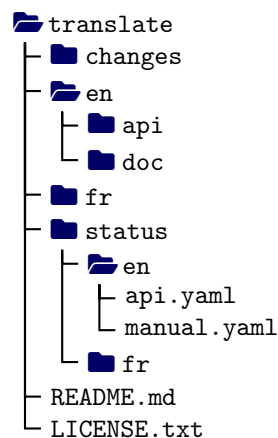 translate
changes
en
api
doc
fr
status
en
api.yaml
manual.yaml
fr
README.md
LICENSE.txt